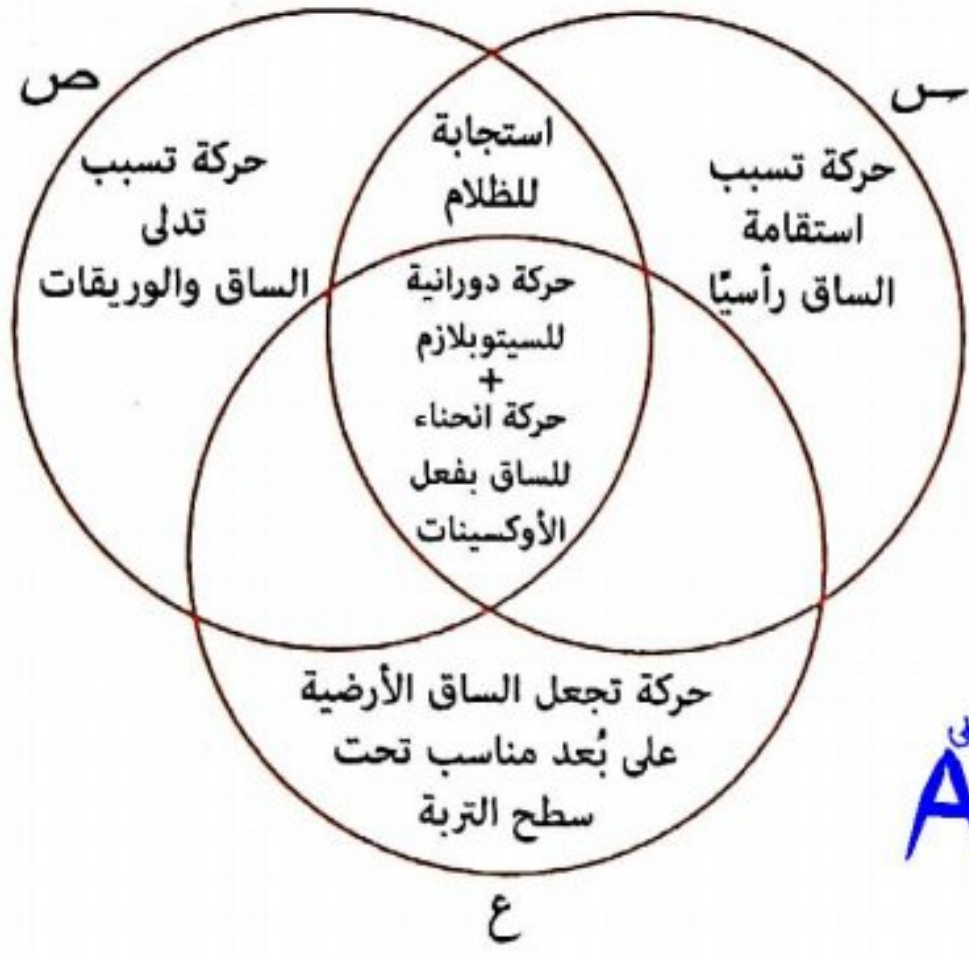 س
ص
حركة تسبب
استقامة
الساق رأسيًّا
استجابة
للظلام
حركة تسبب
تدلى
الساق والوريقات
حركة دورانية
للسيتوبلازم
+
حركة انحناء
للساق بفعل
الأوكسينات
حركة تجعل الساق الأرضية
على بُعد مناسب تحت
سطح التربة
ع
A